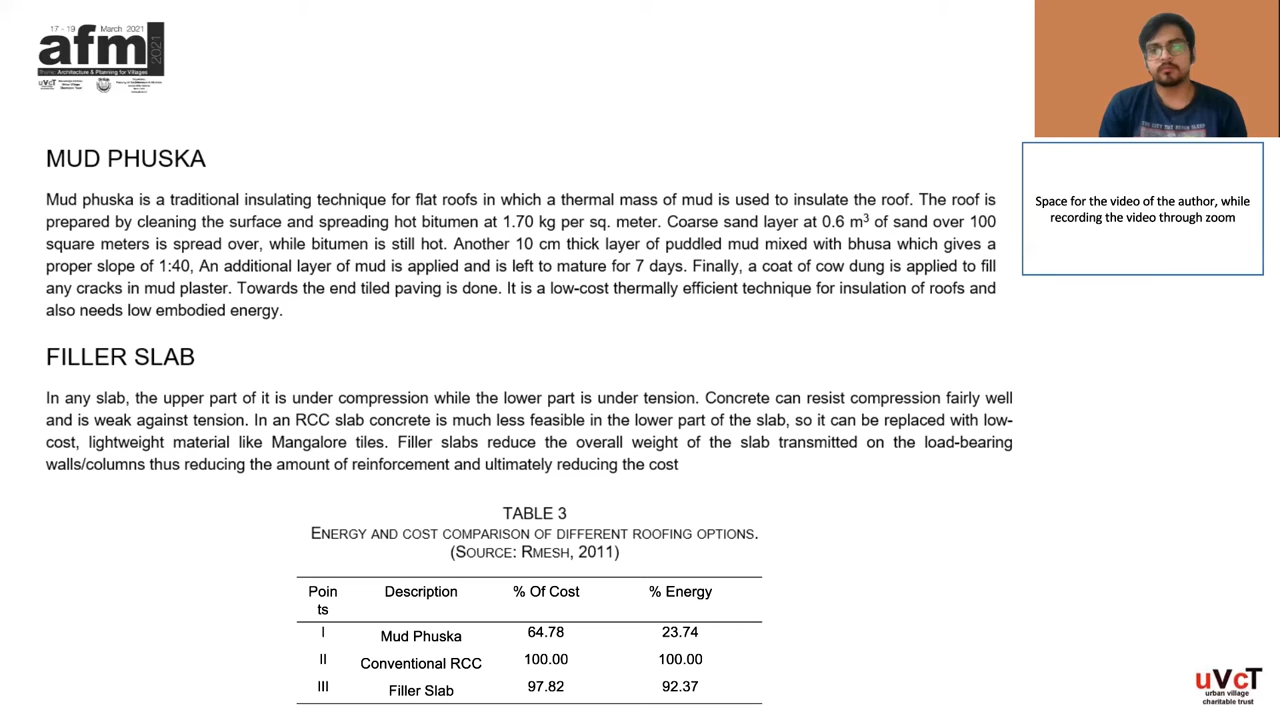 17 - 19 March 2021
afm
2021
Architecture & Planning for Villages
uVcT
MUD PHUSKA
Mud phuska is a traditional insulating technique for flat roofs in which a thermal mass of mud is used to insulate the roof. The roof is
prepared by cleaning the surface and spreading hot bitumen at 1.70 kg per sq. meter. Coarse sand layer at 0.6 m³ of sand over 100
square meters is spread over, while bitumen is still hot. Another 10 cm thick layer of puddled mud mixed with bhusa which gives a
proper slope of 1:40, An additional layer of mud is applied and is left to mature for 7 days. Finally, a coat of cow dung is applied to fill
any cracks in mud plaster. Towards the end tiled paving is done. It is a low-cost thermally efficient technique for insulation of roofs and
also needs low embodied energy.
Space for the video of the author, while
recording the video through zoom
FILLER SLAB
In any slab, the upper part of it is under compression while the lower part is under tension. Concrete can resist compression fairly well
and is weak against tension. In an RCC slab concrete is much less feasible in the lower part of the slab, so it can be replaced with low-
cost, lightweight material like Mangalore tiles. Filler slabs reduce the overall weight of the slab transmitted on the load-bearing
walls/columns thus reducing the amount of reinforcement and ultimately reducing the cost
TABLE 3
ENERGY AND COST COMPARISON OF DIFFERENT ROOFING OPTIONS.
(SOURCE: RMESH, 2011)
Poin Description % Of Cost % Energy
ts
I Mud Phuska 64.78 23.74
II Conventional RCC 100.00 100.00
III Filler Slab 97.82 92.37
uVcT
urban village
charitable trust